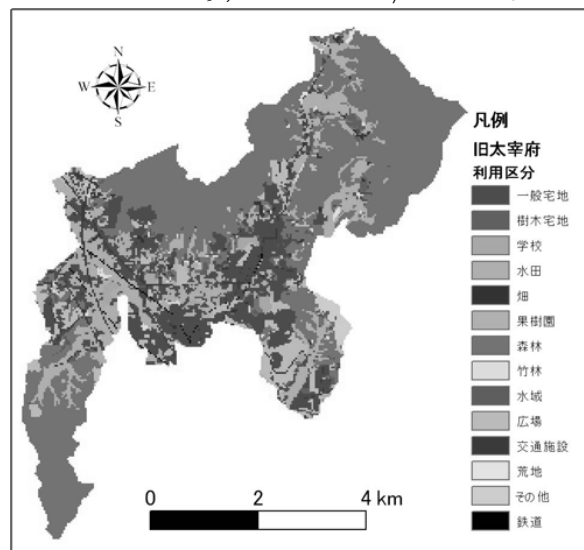 N
W E
S
凡例
旧太宰府
利用区分
一般宅地
樹木宅地
学校
水田
畑
果樹園
森林
竹林
水域
広場
交通施設
荒地
その他
鉄道
0 2 4 km